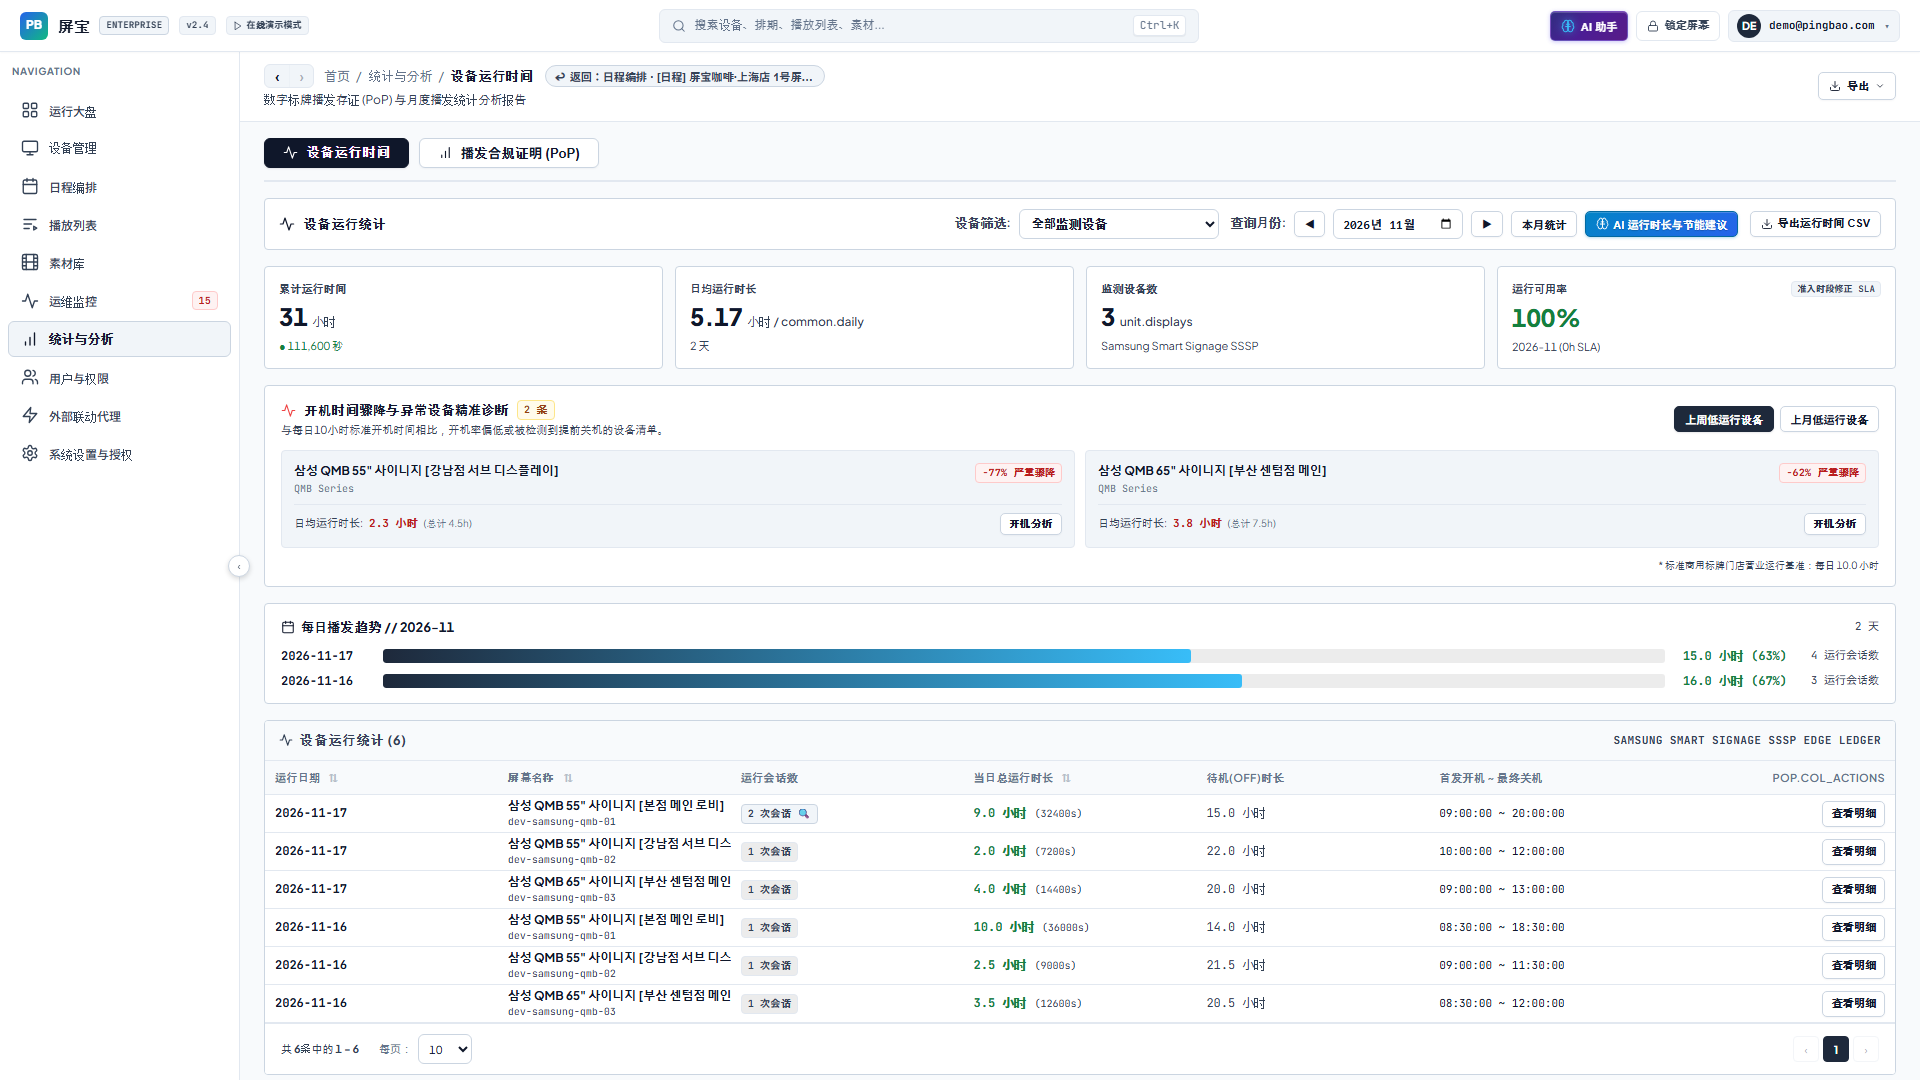 PB 屏宝 ENTERPRISE v2.4 在线演示模式
搜索设备、排期、播放列表、素材... Ctrl+K
AI 助手 锁定屏幕 DE demo@pingbao.com
NAVIGATION
运行大盘
设备管理
日程编排
播放列表
素材库
运维监控 15
统计与分析
用户与权限
外部联动代理
系统设置与授权
‹ › 首页 / 统计与分析 / 设备运行时间 ↩ 返回：日程编排 · [日程] 屏宝咖啡·上海店 1号屏...
数字标牌播发存证 (PoP) 与月度播发统计分析报告
导出
设备运行时间
播发合规证明 (PoP)
设备运行统计
设备筛选: 全部监测设备 查询月份: ◀ 2026년 11월 ▶ 本月统计 AI 运行时长与节能建议 导出运行时间 CSV
累计运行时间
31 小时
● 111,600 秒
日均运行时长
5.17 小时 / common.daily
2 天
监测设备数
3 unit.displays
Samsung Smart Signage SSSP
运行可用率 准入时段修正 SLA
100%
2026-11 (0h SLA)
开机时间骤降与异常设备精准诊断 2 条
与每日10小时标准开机时间相比，开机率偏低或被检测到提前关机的设备清单。
上周低运行设备 上月低运行设备
삼성 QMB 55" 사이니지 [강남점 서브 디스플레이] -77% 严重骤降
QMB Series
日均运行时长: 2.3 小时 (总计 4.5h) 开机分析
삼성 QMB 65" 사이니지 [부산 센텀점 메인] -62% 严重骤降
QMB Series
日均运行时长: 3.8 小时 (总计 7.5h) 开机分析
* 标准商用标牌门店营业运行基准：每日 10.0 小时
每日播发趋势 // 2026-11 2 天
2026-11-17 15.0 小时 (63%) 4 运行会话数
2026-11-16 16.0 小时 (67%) 3 运行会话数
设备运行统计 (6) SAMSUNG SMART SIGNAGE SSSP EDGE LEDGER
运行日期 ⇅ 屏幕名称 ⇅ 运行会话数 当日总运行时长 ⇅ 待机(OFF)时长 首发开机 ~ 最终关机 POP.COL_ACTIONS
2026-11-17 삼성 QMB 55" 사이니지 [본점 메인 로비] 2 次会话 🔍 9.0 小时 (32400s) 15.0 小时 09:00:00 ~ 20:00:00 查看明细
dev-samsung-qmb-01
2026-11-17 삼성 QMB 55" 사이니지 [강남점 서브 디스 1 次会话 2.0 小时 (7200s) 22.0 小时 10:00:00 ~ 12:00:00 查看明细
dev-samsung-qmb-02
2026-11-17 삼성 QMB 65" 사이니지 [부산 센텀점 메인 1 次会话 4.0 小时 (14400s) 20.0 小时 09:00:00 ~ 13:00:00 查看明细
dev-samsung-qmb-03
2026-11-16 삼성 QMB 55" 사이니지 [본점 메인 로비] 1 次会话 10.0 小时 (36000s) 14.0 小时 08:30:00 ~ 18:30:00 查看明细
dev-samsung-qmb-01
2026-11-16 삼성 QMB 55" 사이니지 [강남점 서브 디스 1 次会话 2.5 小时 (9000s) 21.5 小时 09:00:00 ~ 11:30:00 查看明细
dev-samsung-qmb-02
2026-11-16 삼성 QMB 65" 사이니지 [부산 센텀점 메인 1 次会话 3.5 小时 (12600s) 20.5 小时 08:30:00 ~ 12:00:00 查看明细
dev-samsung-qmb-03
共 6条中的 1 – 6 每页： 10 ‹ 1 ›